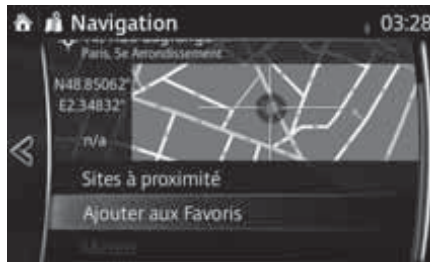 Navigation 03:28
Paris, 5e Arrondissement
N48.85062°
E2.34832°
n/a
Sites à proximité
Ajouter aux Favoris